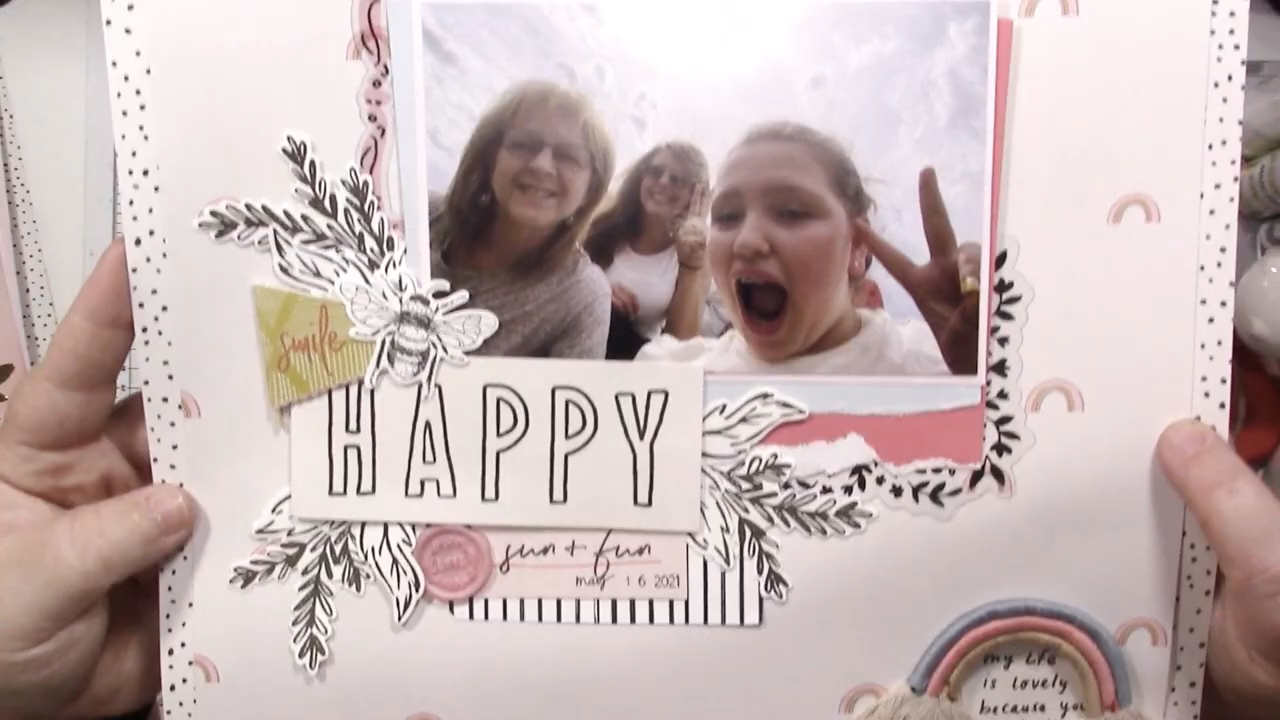 smile
HAPPY
sun + fun
may 16 2021
my life
is lovely
because you